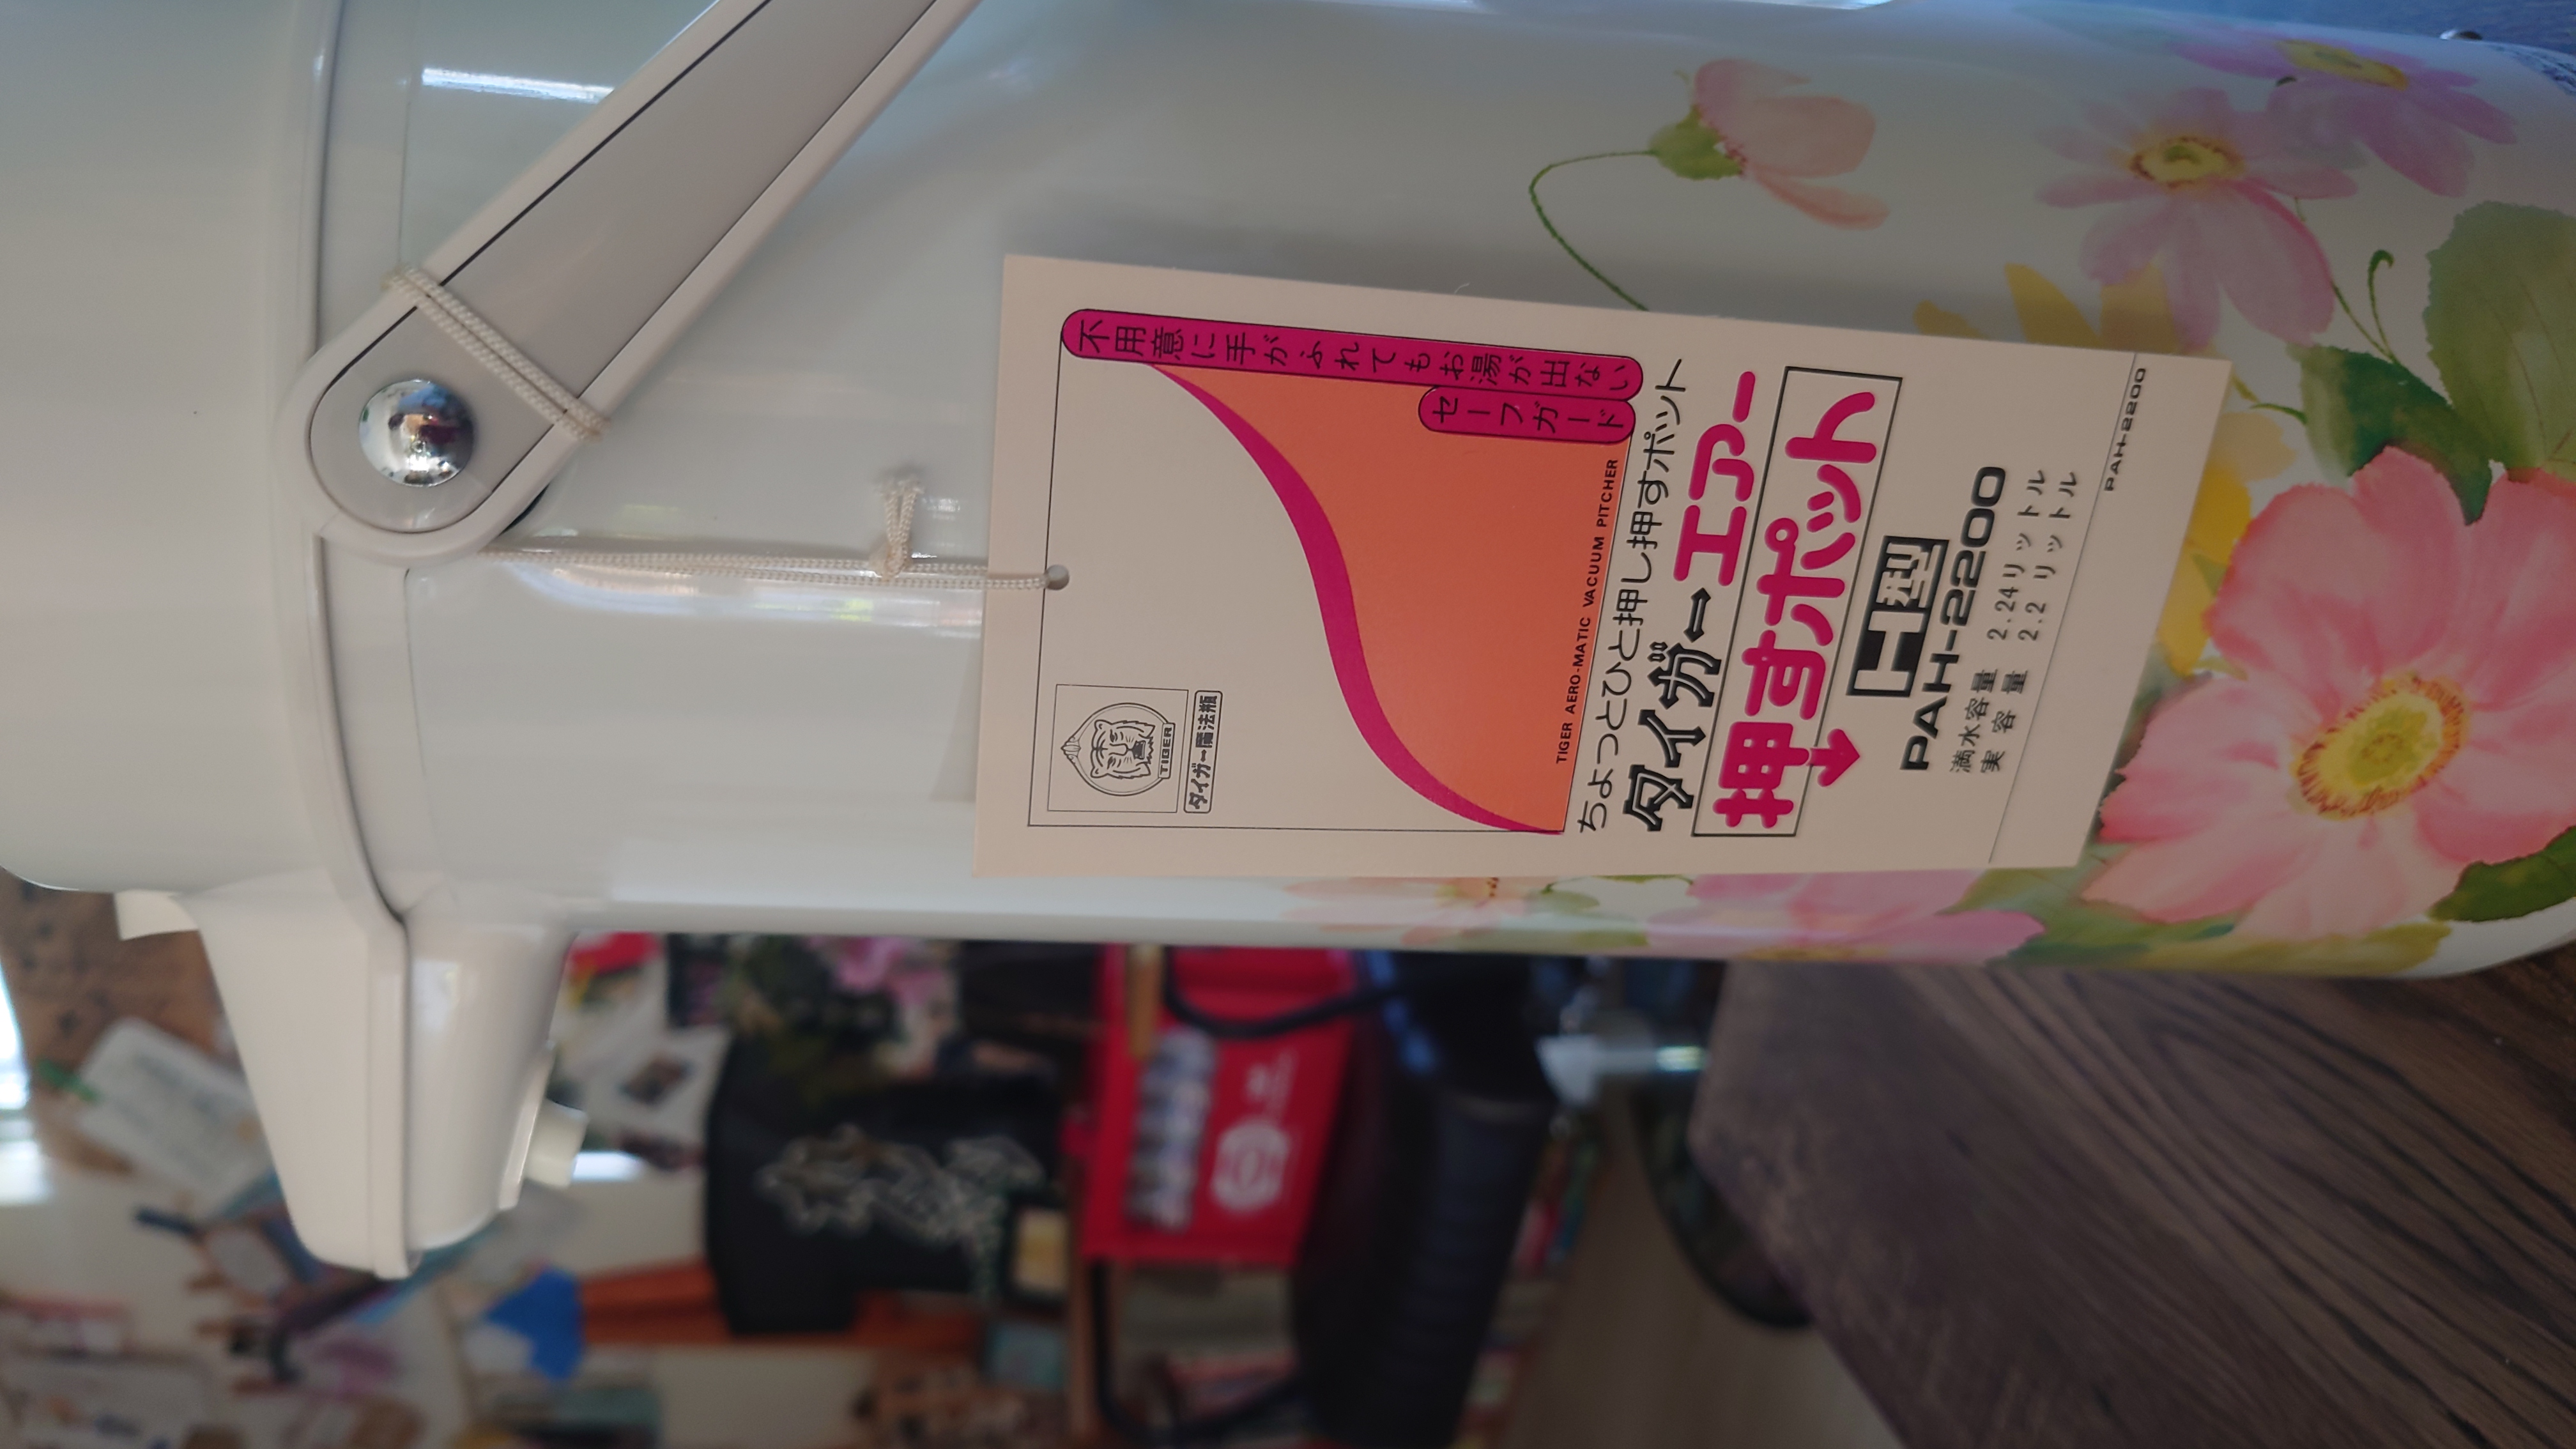 不用意に手がふれてもお湯が出ない
セーフガード
TIGER
タイガー魔法瓶
TIGER AERO-MATIC VACUUM PITCHER
ちょっとひと押し押すポット
タイガーエアー
押すポット
H型
PAH-2200
満水容量 2.24リットル
実容量 2.2リットル
PAH-2200